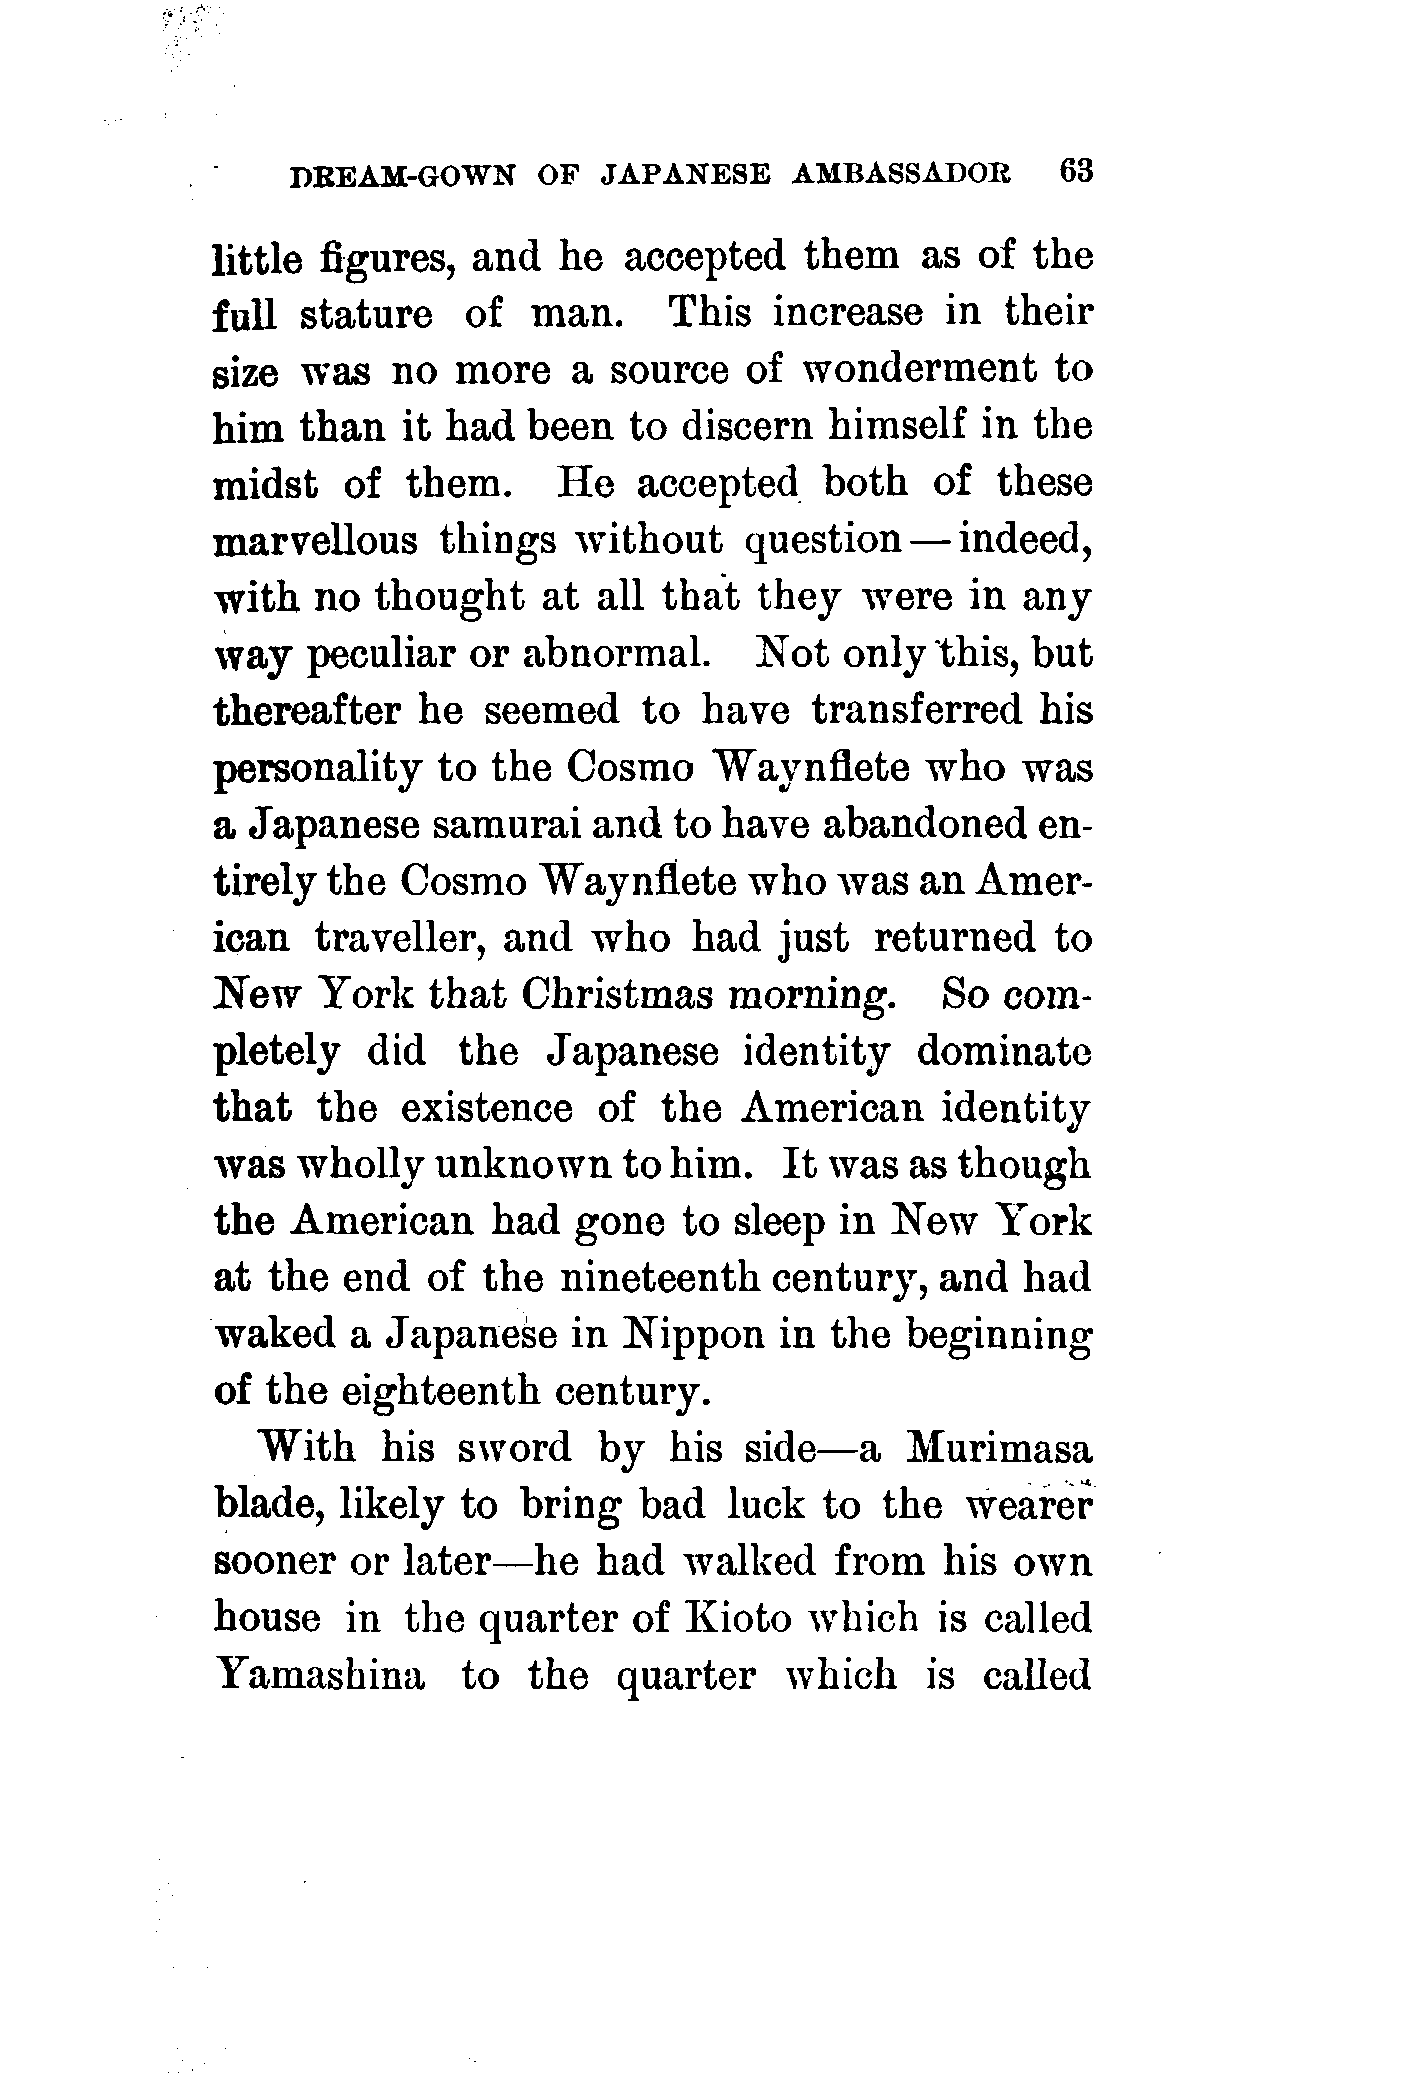 DREAM-GOWN OF JAPANESE AMBASSADOR 63
little figures, and he accepted them as of the
full stature of man. This increase in their
size was no more a source of wonderment to
him than it had been to discern himself in the
midst of them. He accepted both of these
marvellous things without question—indeed,
with no thought at all that they were in any
way peculiar or abnormal. Not only this, but
thereafter he seemed to have transferred his
personality to the Cosmo Waynflete who was
a Japanese samurai and to have abandoned en-
tirely the Cosmo Waynflete who was an Amer-
ican traveller, and who had just returned to
New York that Christmas morning. So com-
pletely did the Japanese identity dominate
that the existence of the American identity
was wholly unknown to him. It was as though
the American had gone to sleep in New York
at the end of the nineteenth century, and had
waked a Japanese in Nippon in the beginning
of the eighteenth century.
With his sword by his side—a Murimasa
blade, likely to bring bad luck to the wearer
sooner or later—he had walked from his own
house in the quarter of Kioto which is called
Yamashina to the quarter which is called